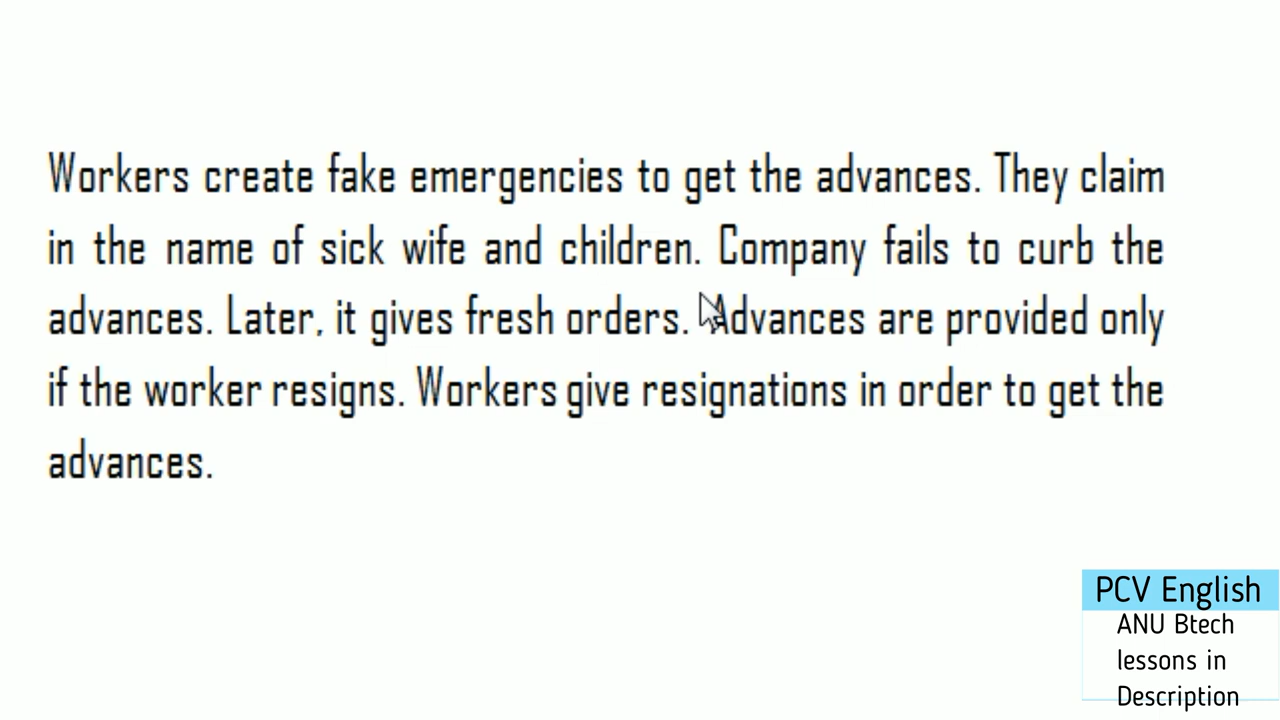 Workers create fake emergencies to get the advances. They claim
in the name of sick wife and children. Company fails to curb the
advances. Later, it gives fresh orders. Advances are provided only
if the worker resigns. Workers give resignations in order to get the
advances.
PCV English
ANU Btech
lessons in
Description